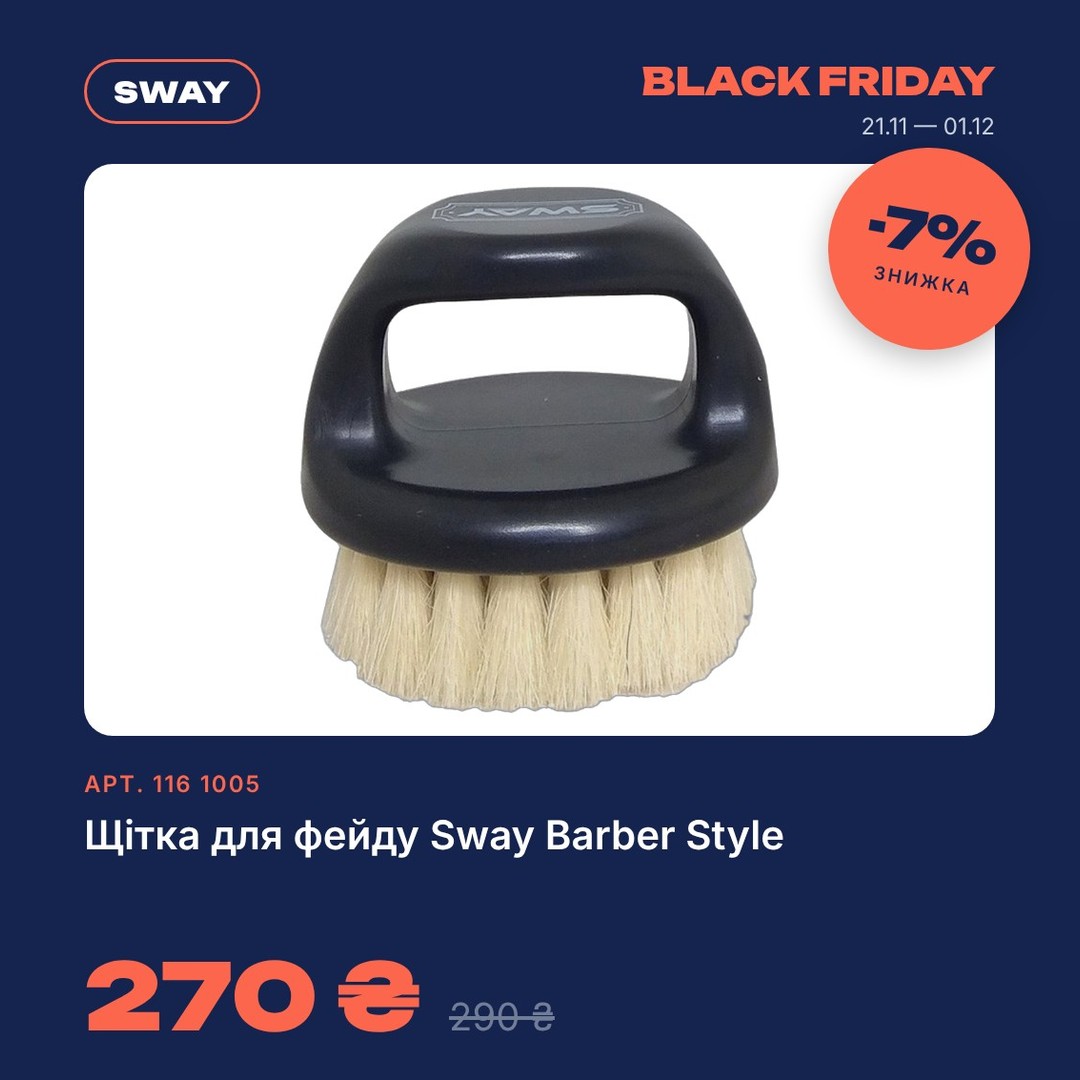 SWAY
BLACK FRIDAY
21.11 — 01.12
-7%
ЗНИЖКА
SWAY
АРТ. 116 1005
Щітка для фейду Sway Barber Style
270 ₴
290 ₴